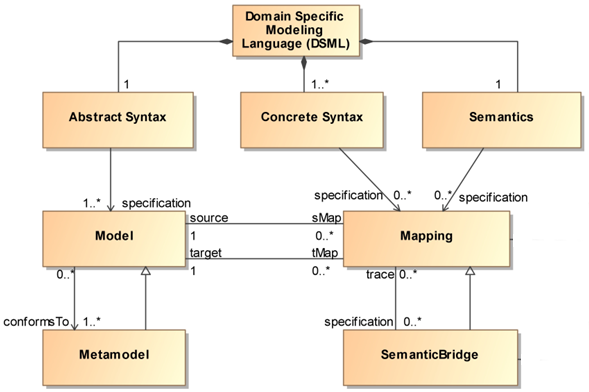 Domain Specific
Modeling
Language (DSML)
1
1..*
1
Abstract Syntax
Concrete Syntax
Semantics
1..*
specification
specification
0..*
0..*
specification
source
sMap
Model
1
0..*
Mapping
target
tMap
1
0..*
0..*
trace
0..*
conformsTo
1..*
specification
0..*
Metamodel
SemanticBridge